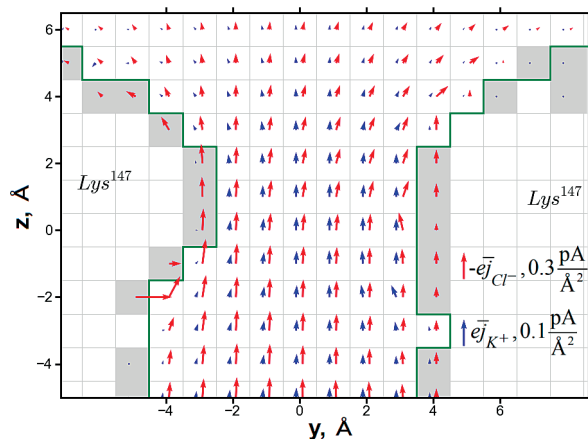 6
4
2
0
−2
−4
z, Å
Lys147
Lys147
-ej̅Cl−, 0.3 pA/Å2
ej̅K+, 0.1 pA/Å2
−4 −2 0 2 4
y, Å